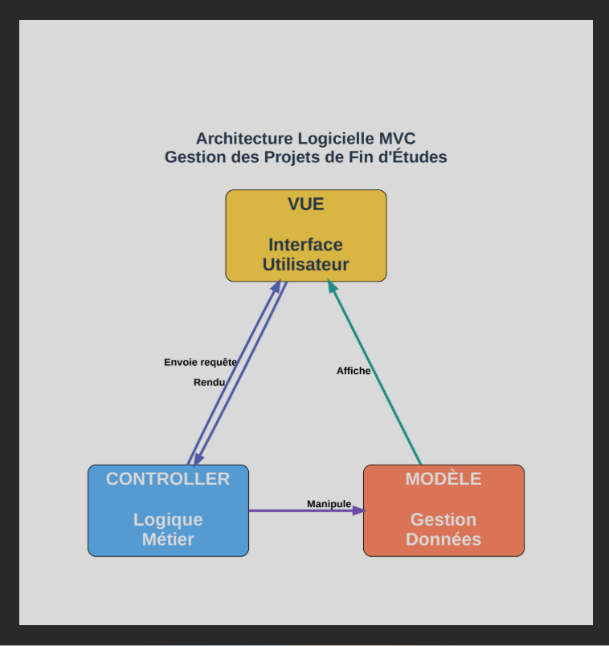 Architecture Logicielle MVC
Gestion des Projets de Fin d'Études
VUE
Interface
Utilisateur
Envoie requête
Rendu
Affiche
CONTROLLER
Logique
Métier
Manipule
MODÈLE
Gestion
Données